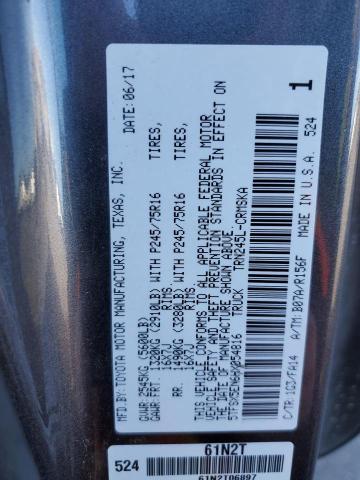 MFD. BY: TOYOTA MOTOR MANUFACTURING, TEXAS, INC. DATE: 06/17
GVWR: 2545KG (5600LB)
GAWR: FRT. 1320KG (2910LB) WITH P245/75R16 TIRES,
16X7J RIMS
RR. 1490KG (3280LB) WITH P245/75R16 TIRES,
16X7J RIMS
THIS VEHICLE CONFORMS TO ALL APPLICABLE FEDERAL MOTOR
VEHICLE SAFETY AND THEFT PREVENTION STANDARDS IN EFFECT ON
THE DATE OF MANUFACTURE SHOWN ABOVE.
TRUCK TRN245L-CRMSKA
1
C/TR: 1G3/FA14 A/TM: B07A/R156F MADE IN U.S.A. 524
524
61N2T
61N2T06897